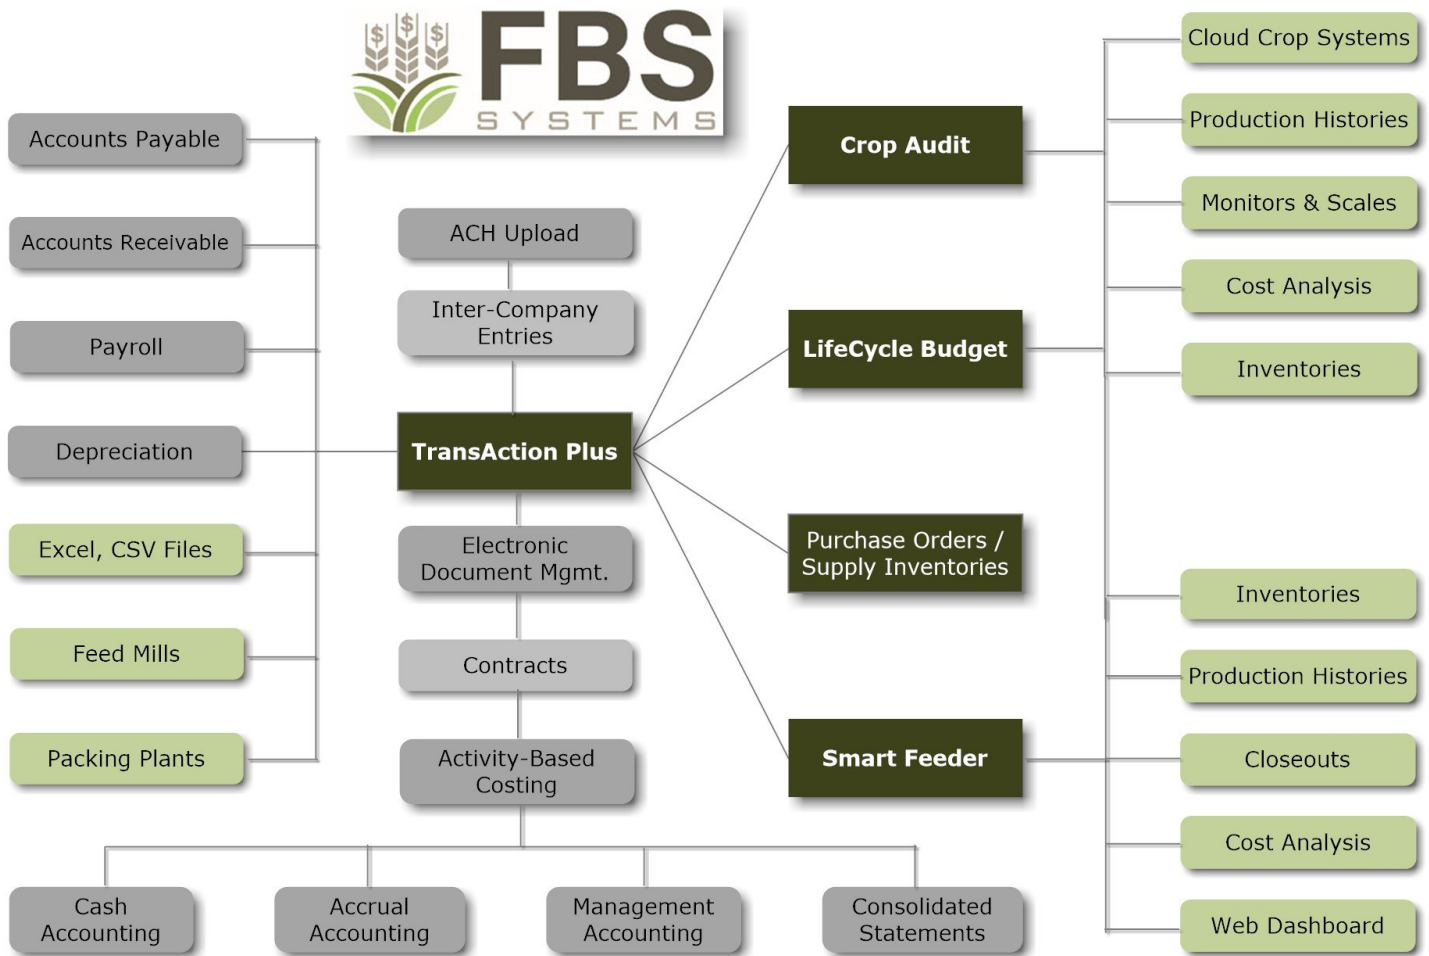 FBS
SYSTEMS
Accounts Payable
Accounts Receivable
Payroll
Depreciation
Excel, CSV Files
Feed Mills
Packing Plants
ACH Upload
Inter-Company
Entries
TransAction Plus
Electronic
Document Mgmt.
Contracts
Activity-Based
Costing
Cash
Accounting
Accrual
Accounting
Management
Accounting
Consolidated
Statements
Crop Audit
LifeCycle Budget
Purchase Orders /
Supply Inventories
Smart Feeder
Cloud Crop Systems
Production Histories
Monitors & Scales
Cost Analysis
Inventories
Inventories
Production Histories
Closeouts
Cost Analysis
Web Dashboard